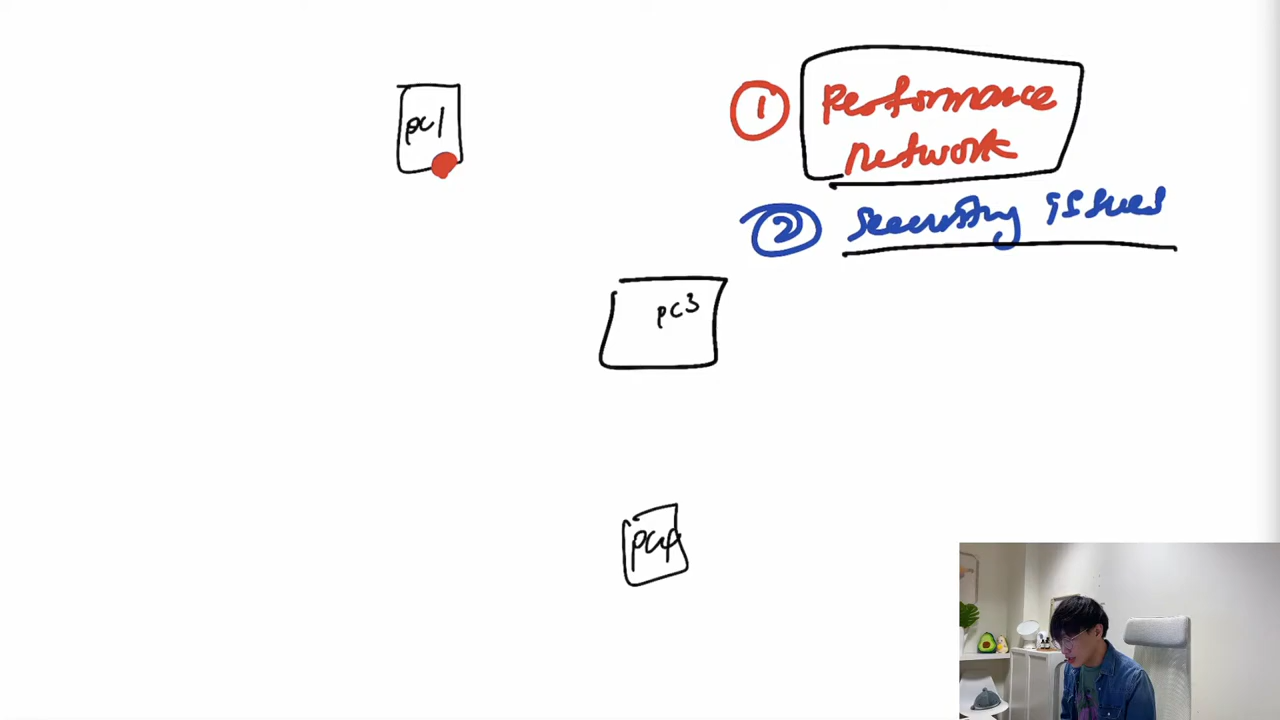 pc1
① Performance
network
② security issues
pc3
pc4